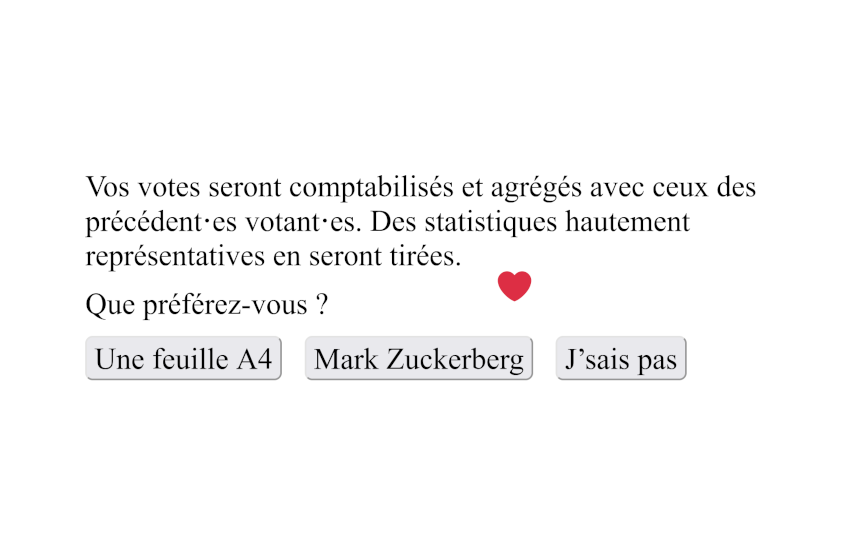 Vos votes seront comptabilisés et agrégés avec ceux des
précédent·es votant·es. Des statistiques hautement
représentatives en seront tirées.
Que préférez-vous ?
Une feuille A4 Mark Zuckerberg J’sais pas